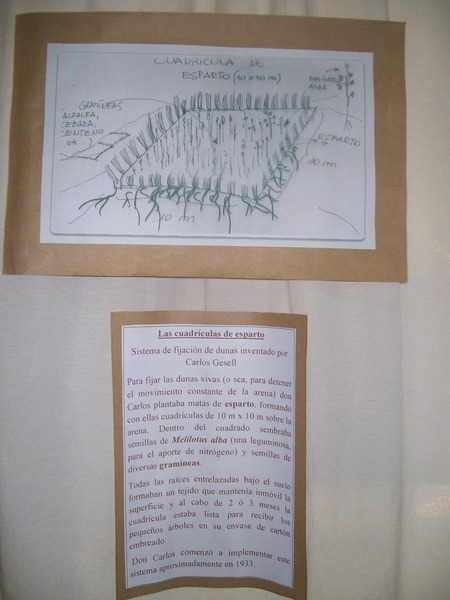 CUADRICULA DE
ESPARTO (10 x 10 m)
GRAMÍNEAS
(ALFALFA,
CEBADA,
CEINTENO
etc...)
MELILOTUS
ALBA
ESPARTO
10 m
10 m
Las cuadrículas de esparto
Sistema de fijación de dunas inventado por
Carlos Gesell
Para fijar las dunas vivas (o sea, para detener
el movimiento constante de la arena) don
Carlos plantaba matas de esparto, formando
con ellas cuadrículas de 10 m x 10 m sobre la
arena. Dentro del cuadrado sembraba
semillas de Melilotus alba (una leguminosa,
para el aporte de nitrógeno) y semillas de
diversas gramíneas.
Todas las raíces entrelazadas bajo el suelo
formaban un tejido que mantenía inmóvil la
superficie y al cabo de 2 ó 3 meses la
cuadrícula estaba lista para recibir los
pequeños árboles en su envase de cartón
embreado.
Don Carlos comenzó a implementar este
sistema aproximadamente en 1933.